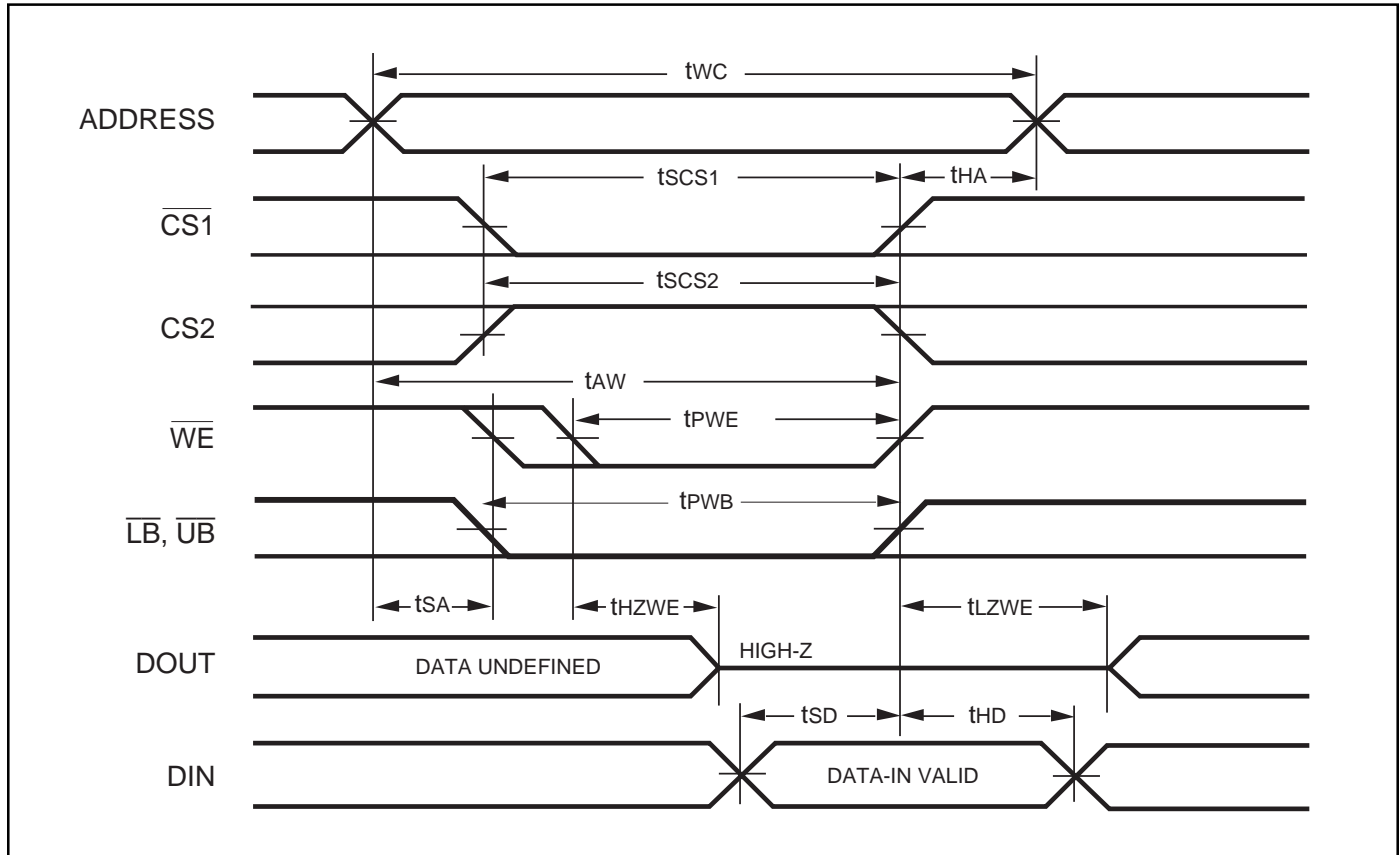 tWC
ADDRESS
tSCS1
tHA
CS1
tSCS2
CS2
tAW
WE
tPWE
tPWB
LB, UB
tSA
tHZWE
tLZWE
DOUT
DATA UNDEFINED
HIGH-Z
tSD
tHD
DIN
DATA-IN VALID